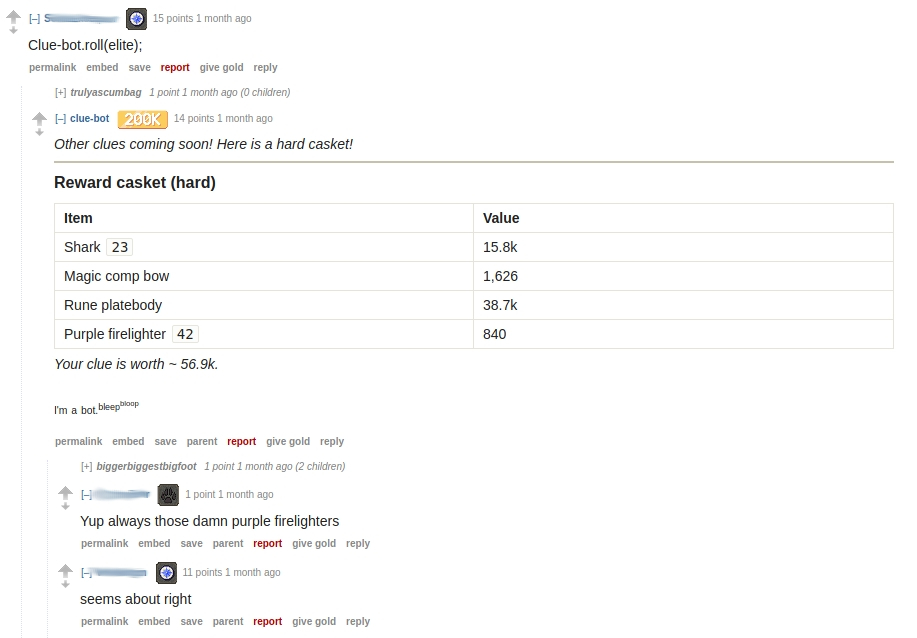 [–] 15 points 1 month ago
Clue-bot.roll(elite);
permalink embed save report give gold reply
[+] trulyascumbag 1 point 1 month ago (0 children)
[–] clue-bot 200K 14 points 1 month ago
Other clues coming soon! Here is a hard casket!
Reward casket (hard)
Item Value
Shark 23 15.8k
Magic comp bow 1,626
Rune platebody 38.7k
Purple firelighter 42 840
Your clue is worth ~ 56.9k.
I'm a bot.bleepbloop
permalink embed save parent report give gold reply
[+] biggerbiggestbigfoot 1 point 1 month ago (2 children)
[–] 1 point 1 month ago
Yup always those damn purple firelighters
permalink embed save parent report give gold reply
[–] 11 points 1 month ago
seems about right
permalink embed save parent report give gold reply